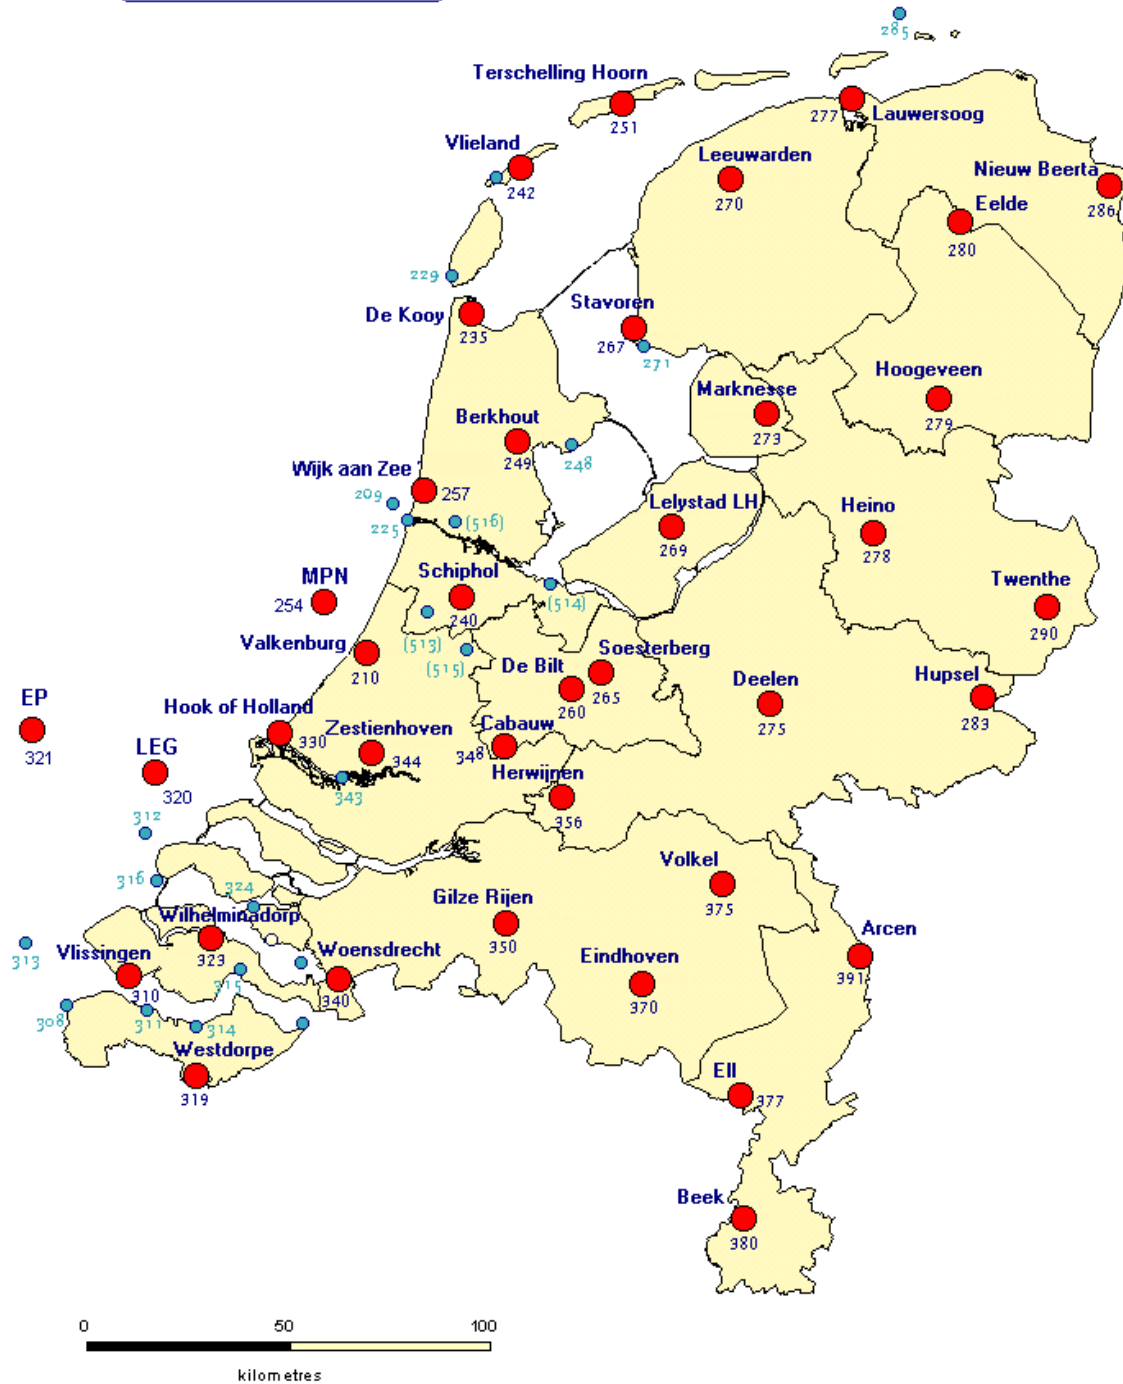 285
Terschelling Hoorn
251
277
Lauwersoog
Vlieland
242
Leeuwarden
270
Nieuw Beerta
286
Eelde
280
229
De Kooy
235
Stavoren
267
271
Hoogeveen
279
Marknesse
273
Berkhout
249
248
Wijk aan Zee
257
209
225
(516)
Lelystad LH
269
Heino
278
MPN
254
Schiphol
240
(514)
(513)
(515)
Twenthe
290
Valkenburg
210
De Bilt
260
Soesterberg
265
Deelen
275
Hupsel
283
EP
321
Hook of Holland
330
Zestienhoven
344
343
Cabauw
348
LEG
320
Herwijnen
356
312
316
324
Volkel
375
Gilze Rijen
350
Wilhelminadorp
323
313
Vlissingen
310
Woensdrecht
340
315
Eindhoven
370
Arcen
391
308
311
314
Westdorpe
319
Ell
377
Beek
380
0 50 100
kilometres